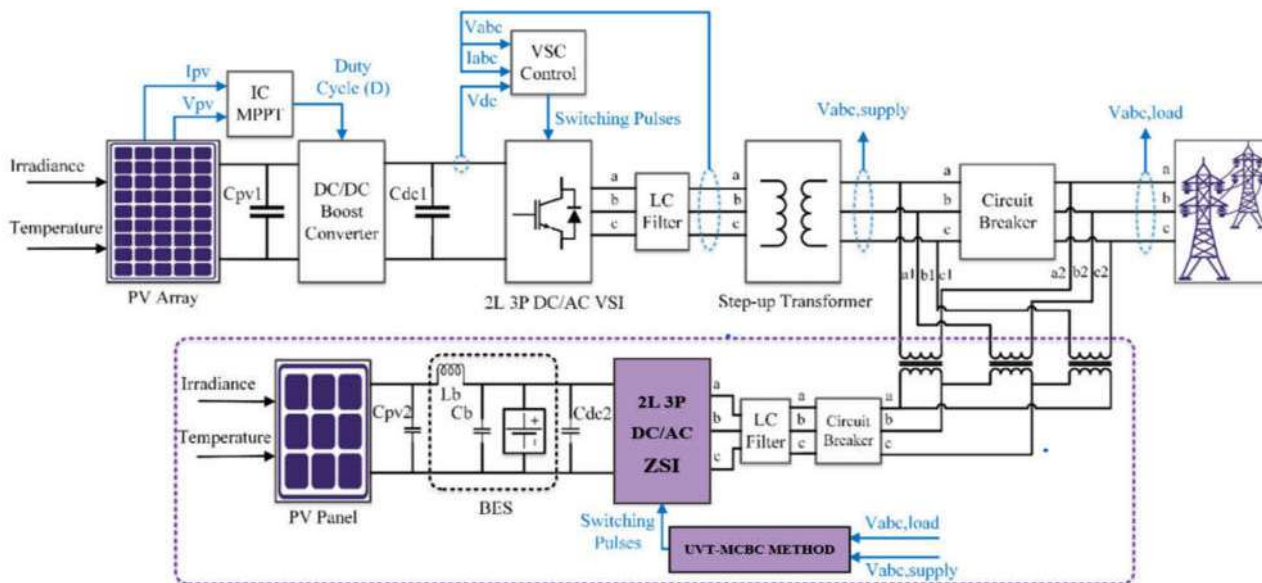 Vabc
Iabc
Vdc
VSC
Control
Ipv
Vpv
IC
MPPT
Duty
Cycle (D)
Switching Pulses
Vabc,supply
Vabc,load
Irradiance
Temperature
Cpv1
DC/DC
Boost
Converter
Cdc1
a
b
c
LC
Filter
a
b
c
a
b
c
Circuit
Breaker
a
b
c
PV Array
2L 3P DC/AC VSI
Step-up Transformer
a1 b1 c1
a2 b2 c2
Irradiance
Temperature
Cpv2
Lb
Cb
+
-
Cdc2
2L 3P
DC/AC
ZSI
a
b
c
LC
Filter
a
b
c
Circuit
Breaker
a
b
c
PV Panel
BES
Switching
Pulses
UVT-MCBC METHOD
Vabc,load
Vabc,supply